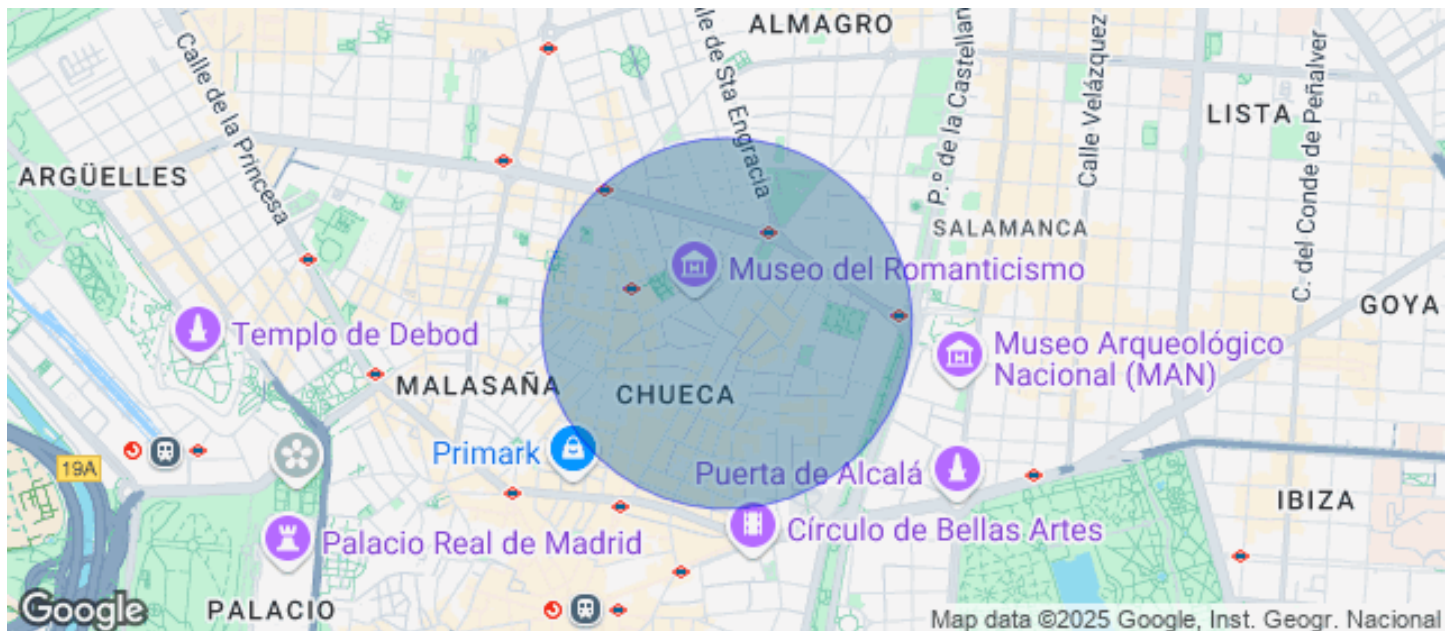 ALMAGRO
Calle de la Princesa
lle de Sta Engracia
P.º de la Castellan
Calle Velázquez
C. del Conde de Peñalver
LISTA
ARGÜELLES
SALAMANCA
Museo del Romanticismo
GOYA
Templo de Debod
Museo Arqueológico
Nacional (MAN)
MALASAÑA
CHUECA
Primark
19A
Puerta de Alcalá
IBIZA
Palacio Real de Madrid
Círculo de Bellas Artes
Google
PALACIO
Map data ©2025 Google, Inst. Geogr. Nacional